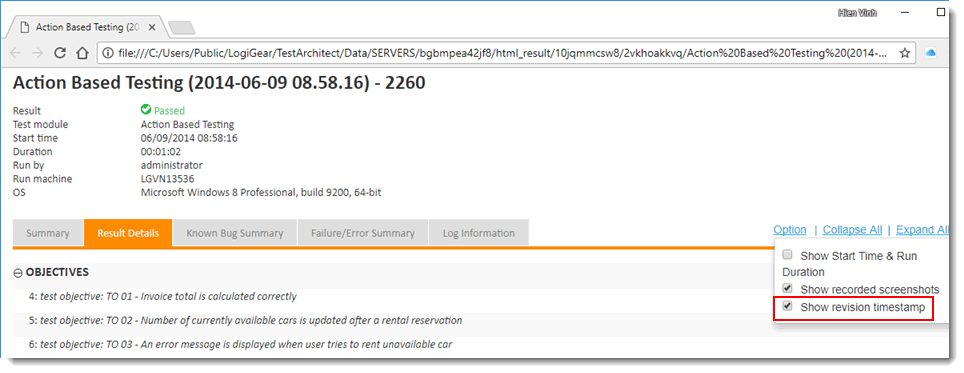 Hien Vinh
Action Based Testing (20
file:///C:/Users/Public/LogiGear/TestArchitect/Data/SERVERS/bgbmpea42jf8/html_result/10jqmmcsw8/2vkhoakkvq/Action%20Based%20Testing%20(2014-...
Action Based Testing (2014-06-09 08.58.16) - 2260
Result Passed
Test module Action Based Testing
Start time 06/09/2014 08:58:16
Duration 00:01:02
Run by administrator
Run machine LGVN13536
OS Microsoft Windows 8 Professional, build 9200, 64-bit
Summary Result Details Known Bug Summary Failure/Error Summary Log Information
Option | Collapse All | Expand All
Show Start Time & Run
Duration
Show recorded screenshots
Show revision timestamp
OBJECTIVES
4: test objective: TO 01 - Invoice total is calculated correctly
5: test objective: TO 02 - Number of currently available cars is updated after a rental reservation
6: test objective: TO 03 - An error message is displayed when user tries to rent unavailable car